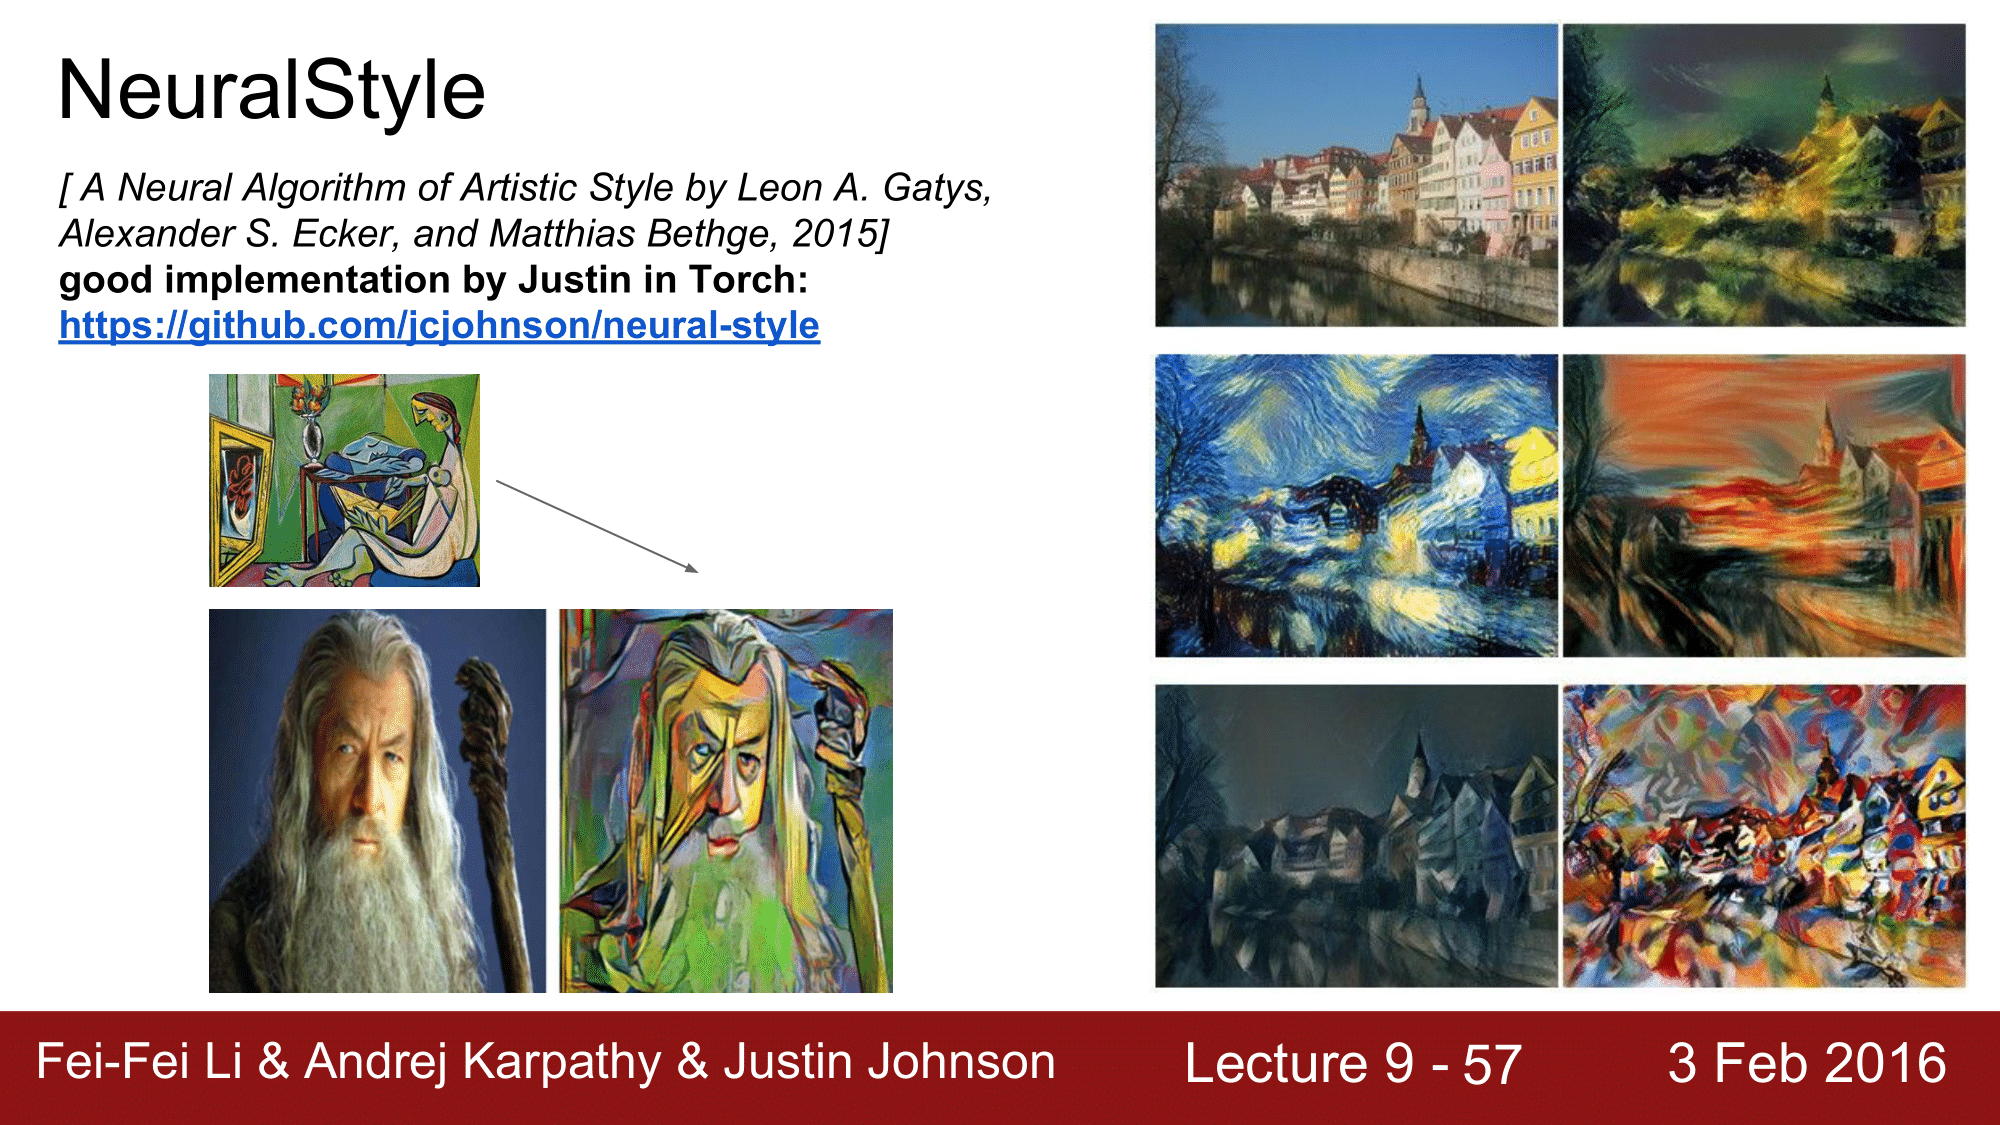 NeuralStyle
[ A Neural Algorithm of Artistic Style by Leon A. Gatys,
Alexander S. Ecker, and Matthias Bethge, 2015]
good implementation by Justin in Torch:
https://github.com/jcjohnson/neural-style
Fei-Fei Li & Andrej Karpathy & Justin Johnson
Lecture 9 - 57
3 Feb 2016